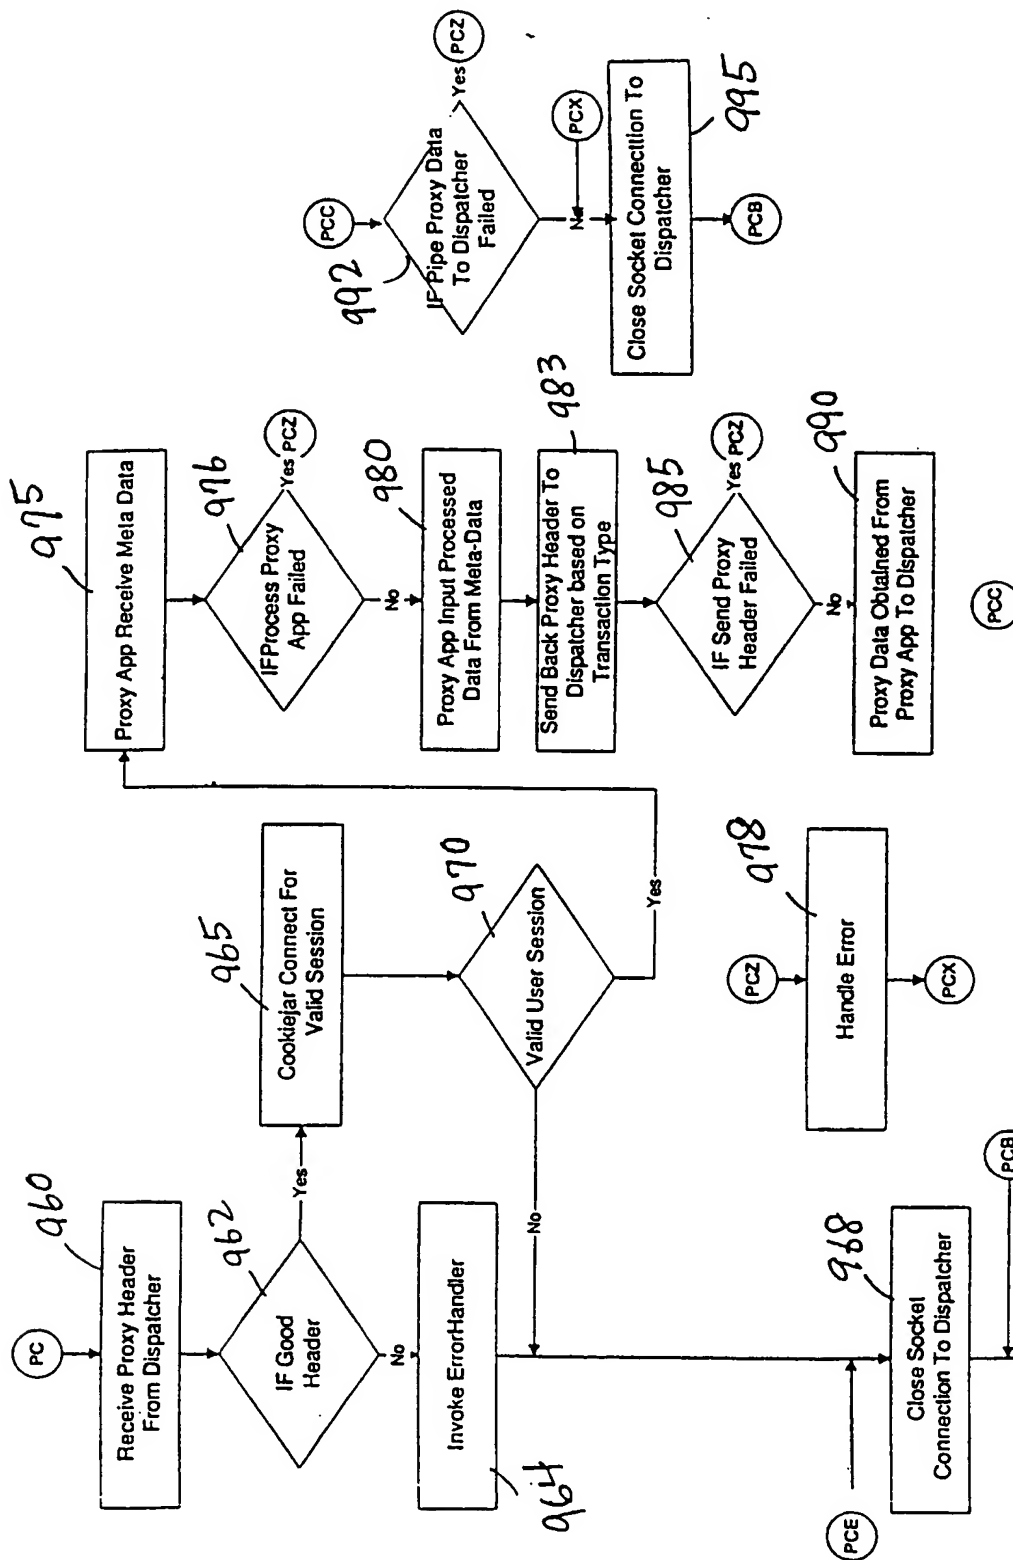 PC
Receive Proxy Header
From Dispatcher
960
IF Good
Header
962
Yes
No
Invoke ErrorHandler
964
Cookiejar Connect For
Valid Session
965
Valid User Session
970
No
Yes
PCE
Close Socket
Connection To Dispatcher
968
PCB
Proxy App Receive Meta Data
975
IFProcess Proxy
App Failed
976
Yes
PCZ
No
Proxy App Input Processed
Data From Meta-Data
980
Send Back Proxy Header To
Dispatcher based on
Transaction Type
983
IF Send Proxy
Header Failed
985
Yes
PCZ
No
Proxy Data Obtained From
Proxy App To Dispatcher
990
PCC
PCZ
Handle Error
978
PCX
PCC
IF Pipe Proxy Data
To Dispatcher
Failed
992
Yes
PCZ
No
PCX
Close Socket Connecttion To
Dispatcher
995
PCB